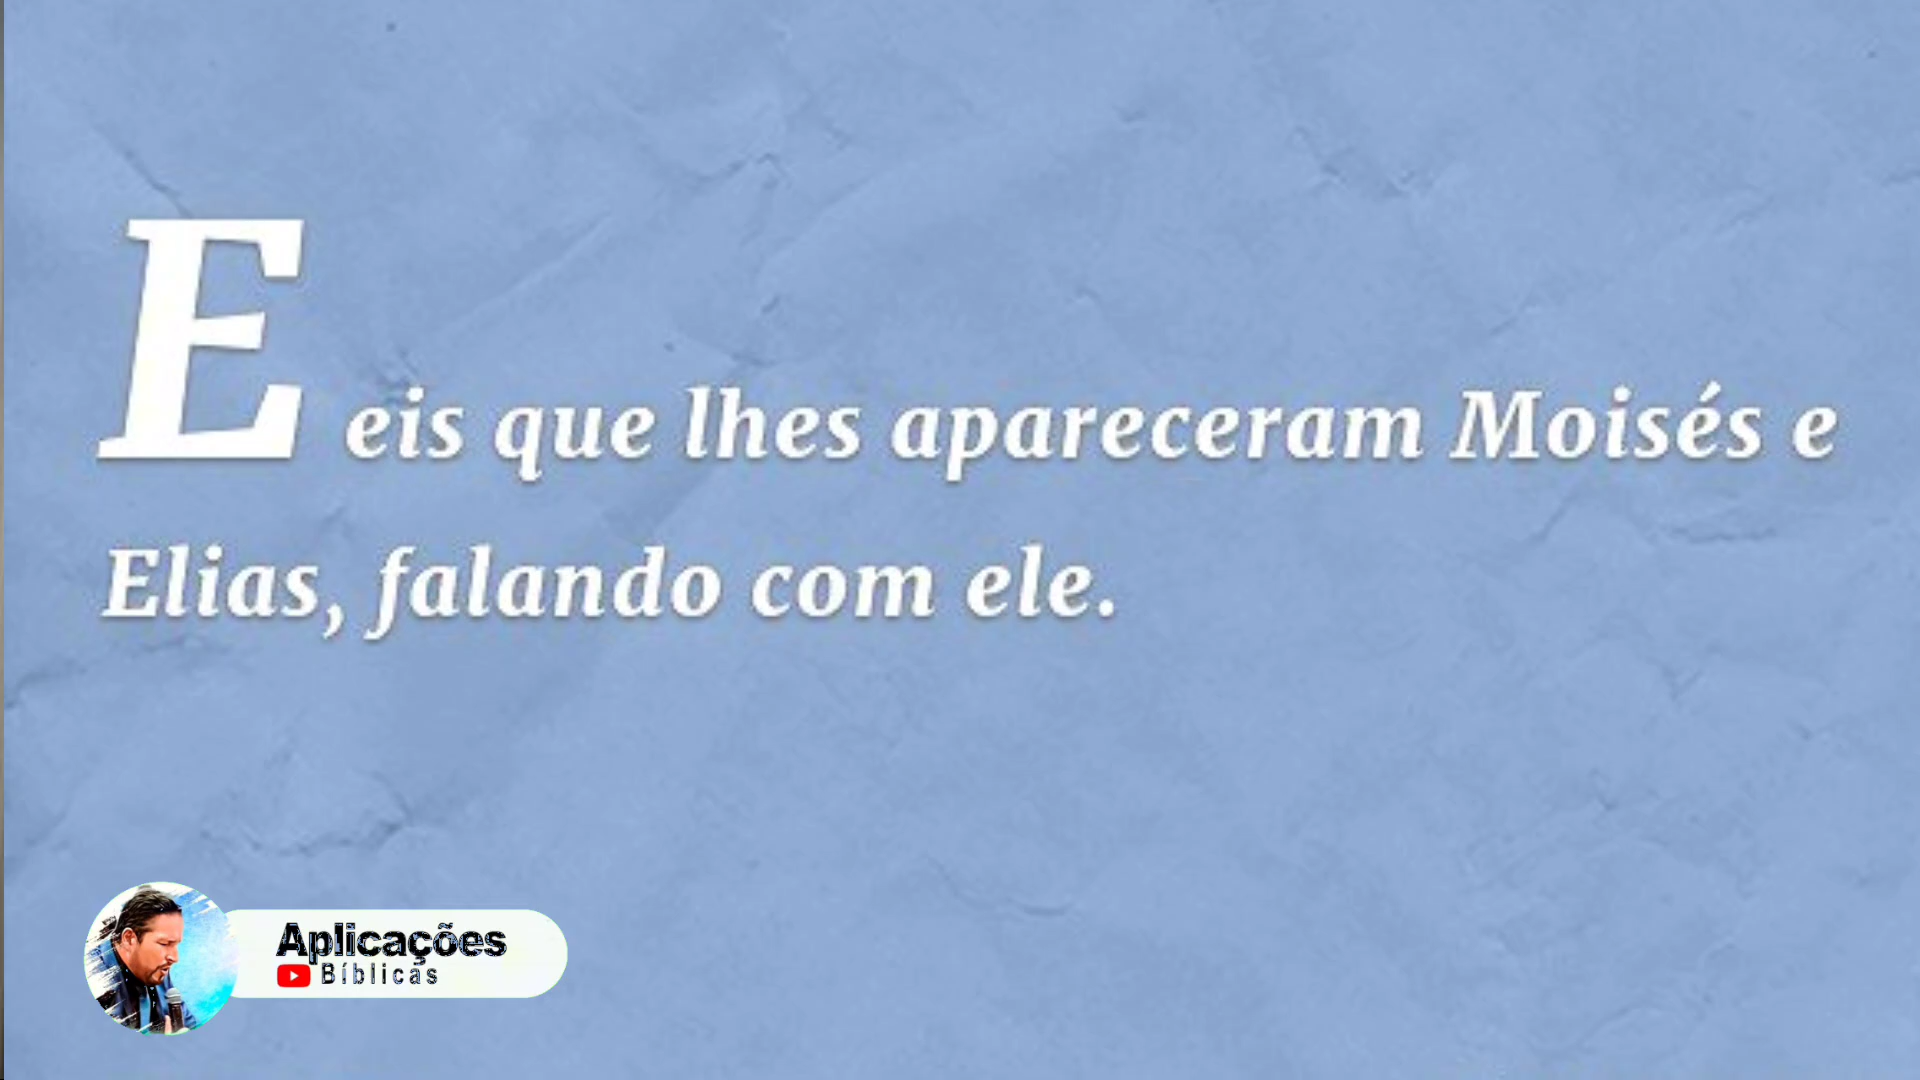 E eis que lhes apareceram Moisés e
Elias, falando com ele.
Aplicações
Bíblicas